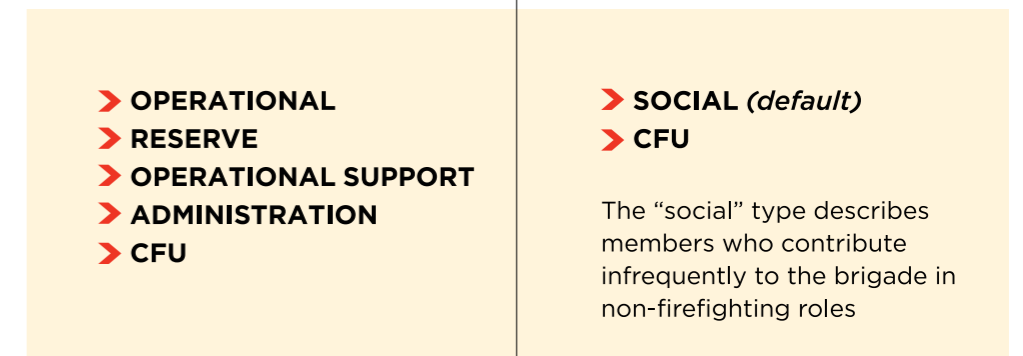 OPERATIONAL
RESERVE
OPERATIONAL SUPPORT
ADMINISTRATION
CFU
SOCIAL (default)
CFU
The “social” type describes
members who contribute
infrequently to the brigade in
non-firefighting roles